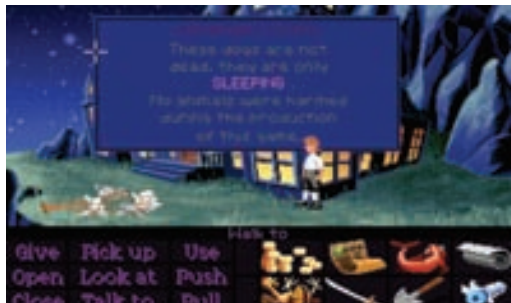 These dogs are not
dead, they are only
SLEEPING
No animals were harmed
during the production
of this game.
Walk to
Give Pick up Use
Open Look at Push
Close Talk to Pull